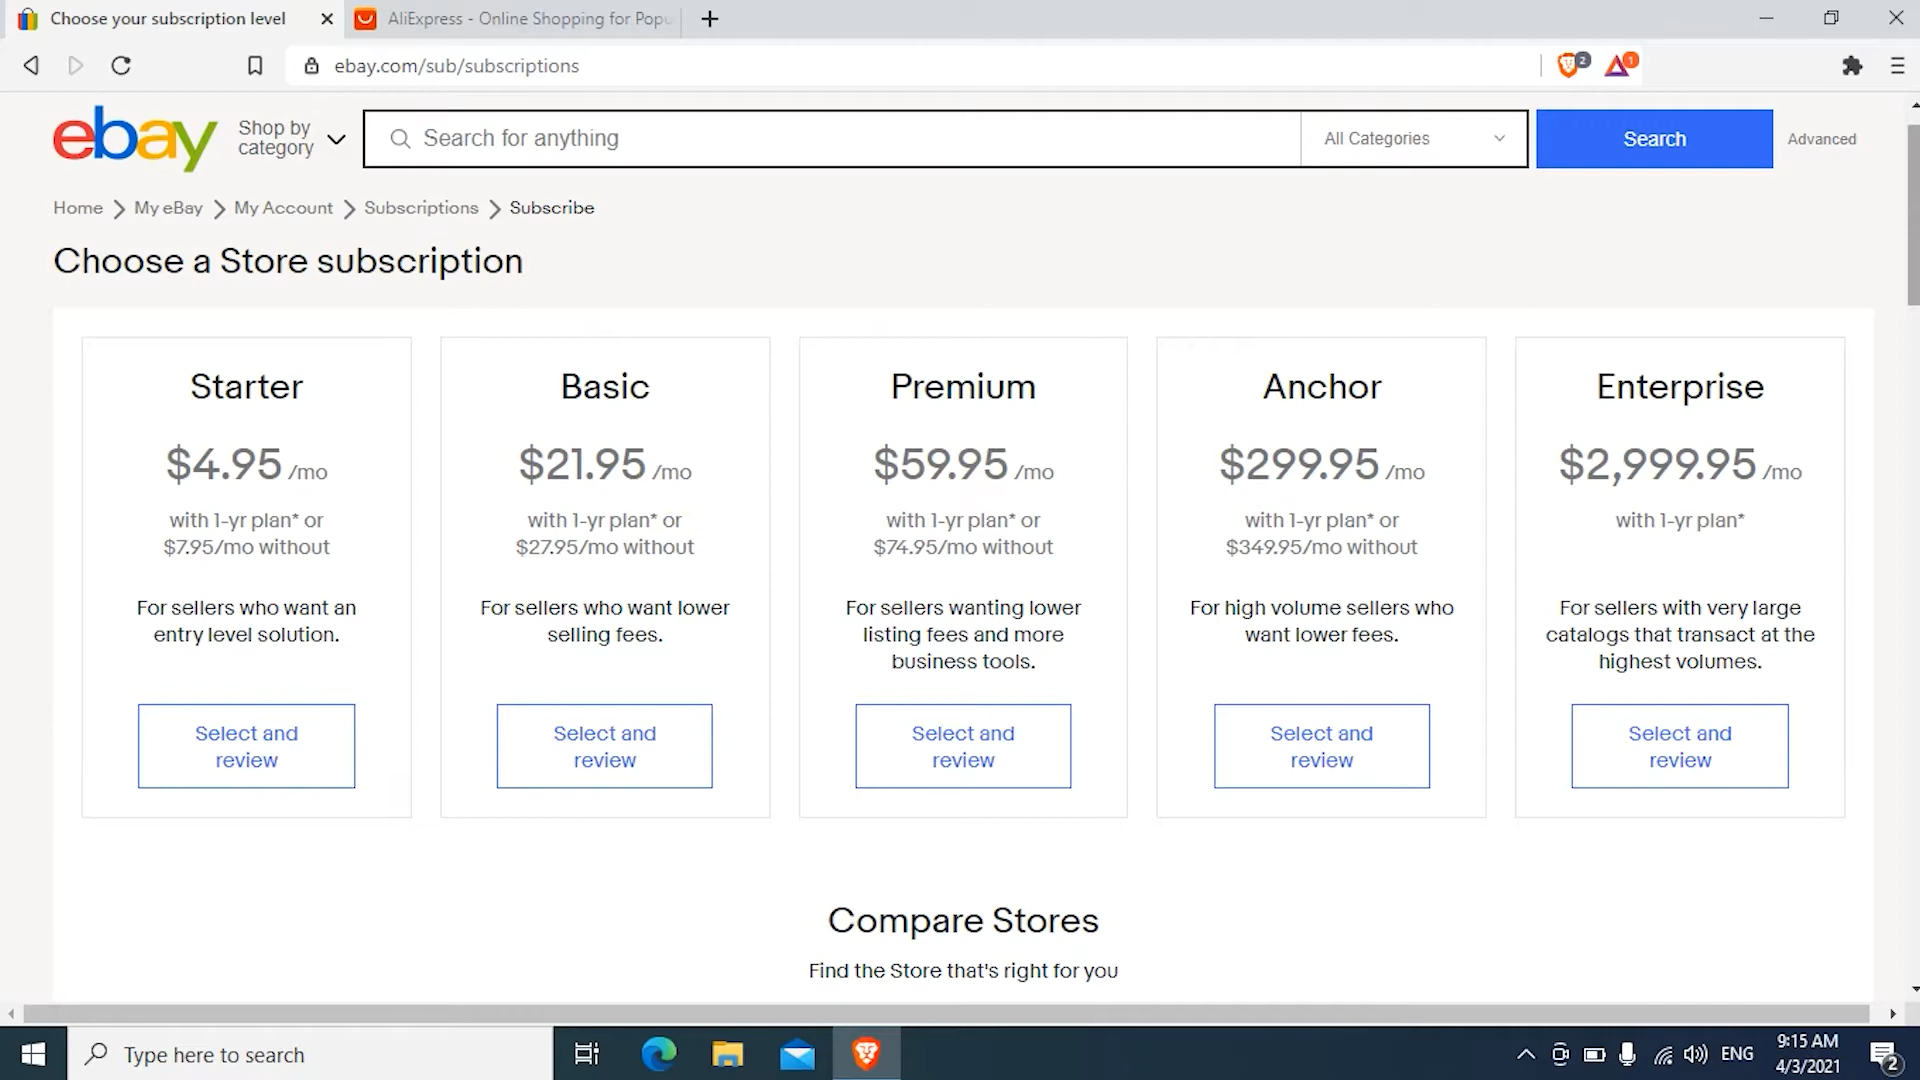 Choose your subscription level
AliExpress - Online Shopping for Popu
ebay.com/sub/subscriptions
2
1
ebay
Shop by
category
Search for anything
All Categories
Search
Advanced
Home
My eBay
My Account
Subscriptions
Subscribe
Choose a Store subscription
Starter
$4.95 /mo
with 1-yr plan* or
$7.95/mo without
For sellers who want an
entry level solution.
Select and
review
Basic
$21.95 /mo
with 1-yr plan* or
$27.95/mo without
For sellers who want lower
selling fees.
Select and
review
Premium
$59.95 /mo
with 1-yr plan* or
$74.95/mo without
For sellers wanting lower
listing fees and more
business tools.
Select and
review
Anchor
$299.95 /mo
with 1-yr plan* or
$349.95/mo without
For high volume sellers who
want lower fees.
Select and
review
Enterprise
$2,999.95 /mo
with 1-yr plan*
For sellers with very large
catalogs that transact at the
highest volumes.
Select and
review
Compare Stores
Find the Store that's right for you
Type here to search
ENG
9:15 AM
4/3/2021
2